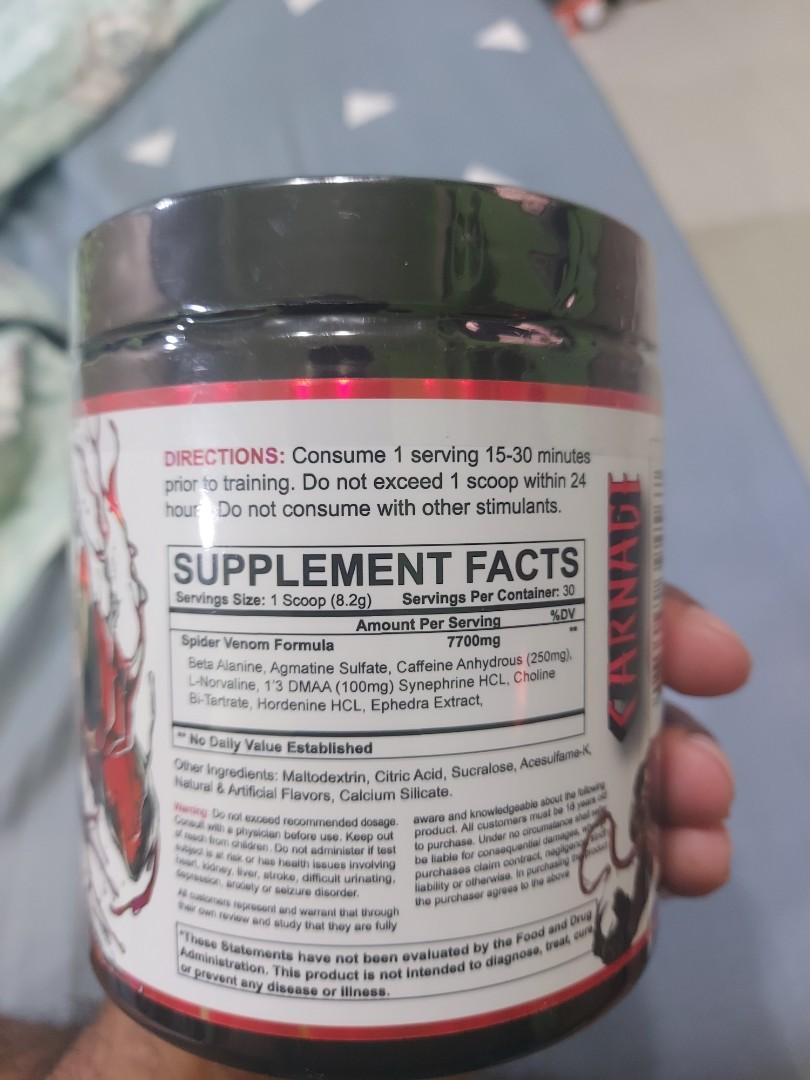 DIRECTIONS: Consume 1 serving 15-30 minutes
prior to training. Do not exceed 1 scoop within 24
hour Do not consume with other stimulants.
SUPPLEMENT FACTS
Servings Size: 1 Scoop (8.2g) Servings Per Container: 30
Amount Per Serving %DV
Spider Venom Formula 7700mg **
Beta Alanine, Agmatine Sulfate, Caffeine Anhydrous (250mg),
L-Norvaline, 1'3 DMAA (100mg) Synephrine HCL, Choline
Bi-Tartrate, Hordenine HCL, Ephedra Extract,
** No Daily Value Established
Other Ingredients: Maltodextrin, Citric Acid, Sucralose, Acesulfame-K,
Natural & Artificial Flavors, Calcium Silicate.
Warning: Do not exceed recommended dosage.
Consult with a physician before use. Keep out
of reach from children. Do not administer if test
subject is at risk or has health issues involving
heart, kidney, liver, stroke, difficult urinating,
depression, anxiety or seizure disorder.
All customers represent and warrant that through
their own review and study that they are fully
aware and knowledgeable about the following
product. All customers must be 18 years old
to purchase. Under no circumstance shall
be liable for consequential damages,
purchases claim contract, negligence
liability or otherwise. In purchasing the product
the purchaser agrees to the above
*These Statements have not been evaluated by the Food and Drug
Administration. This product is not intended to diagnose, treat, cure,
or prevent any disease or illness.
CARNAGE